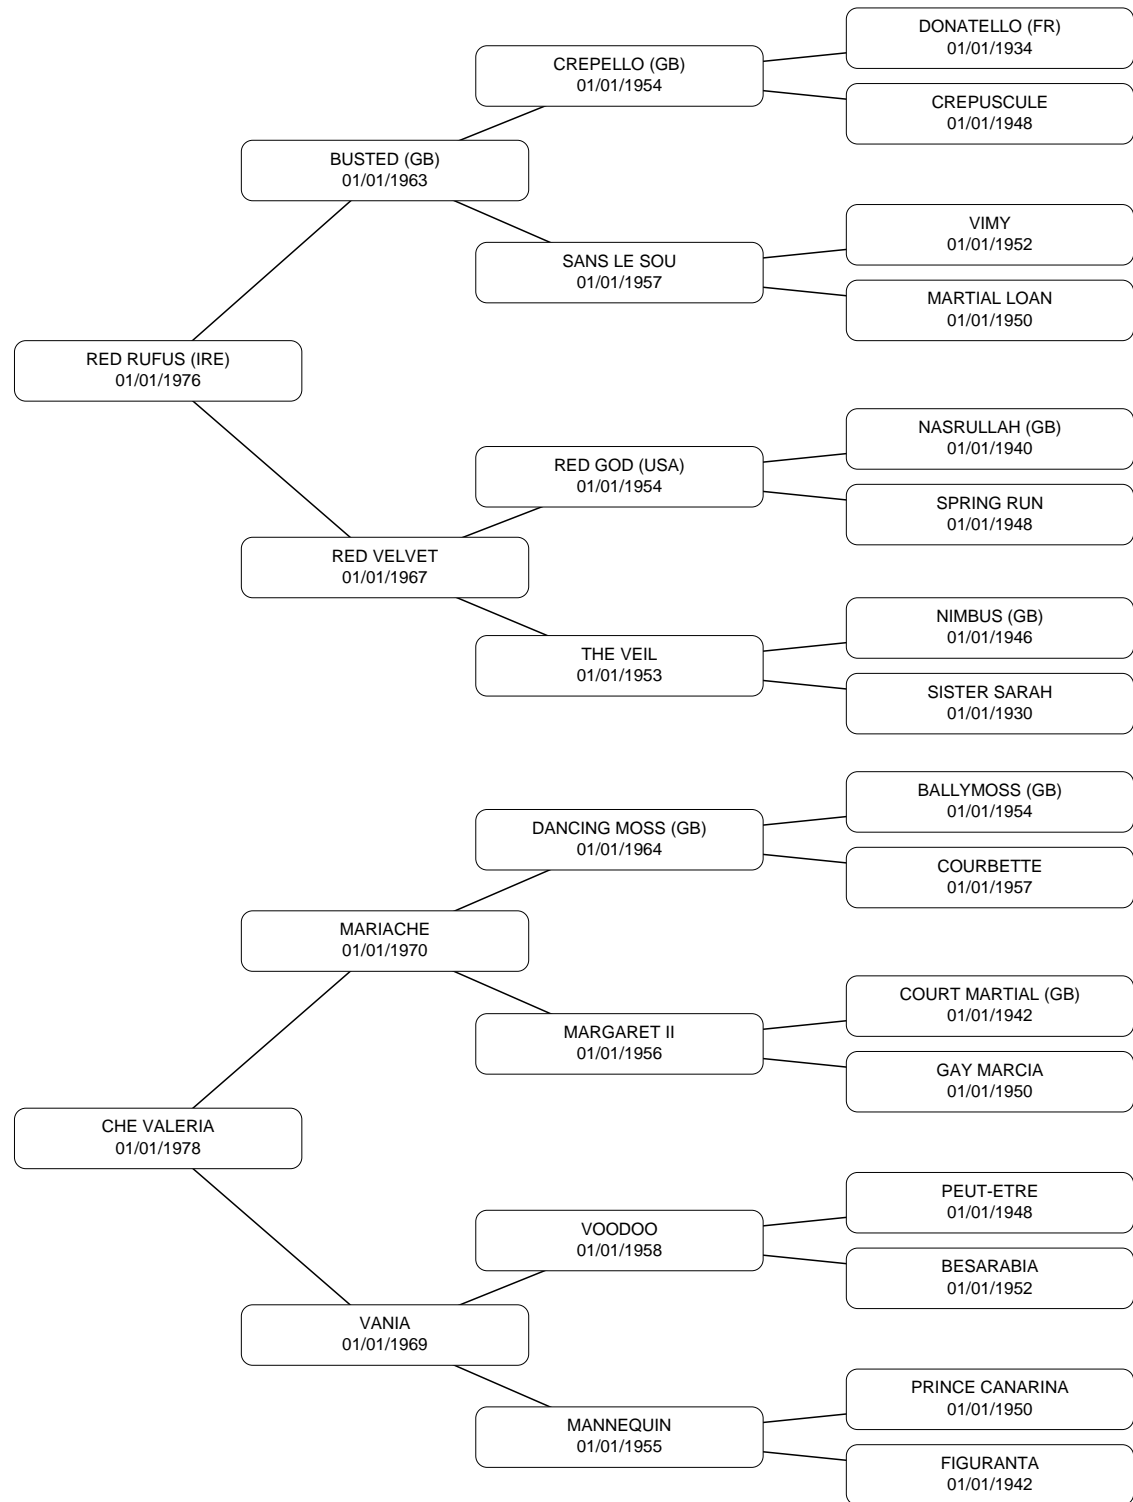 DONATELLO (FR)
01/01/1934
CREPELLO (GB)
01/01/1954
CREPUSCULE
01/01/1948
BUSTED (GB)
01/01/1963
VIMY
01/01/1952
SANS LE SOU
01/01/1957
MARTIAL LOAN
01/01/1950
RED RUFUS (IRE)
01/01/1976
NASRULLAH (GB)
01/01/1940
RED GOD (USA)
01/01/1954
SPRING RUN
01/01/1948
RED VELVET
01/01/1967
NIMBUS (GB)
01/01/1946
THE VEIL
01/01/1953
SISTER SARAH
01/01/1930
BALLYMOSS (GB)
01/01/1954
DANCING MOSS (GB)
01/01/1964
COURBETTE
01/01/1957
MARIACHE
01/01/1970
COURT MARTIAL (GB)
01/01/1942
MARGARET II
01/01/1956
GAY MARCIA
01/01/1950
CHE VALERIA
01/01/1978
PEUT-ETRE
01/01/1948
VOODOO
01/01/1958
BESARABIA
01/01/1952
VANIA
01/01/1969
PRINCE CANARINA
01/01/1950
MANNEQUIN
01/01/1955
FIGURANTA
01/01/1942